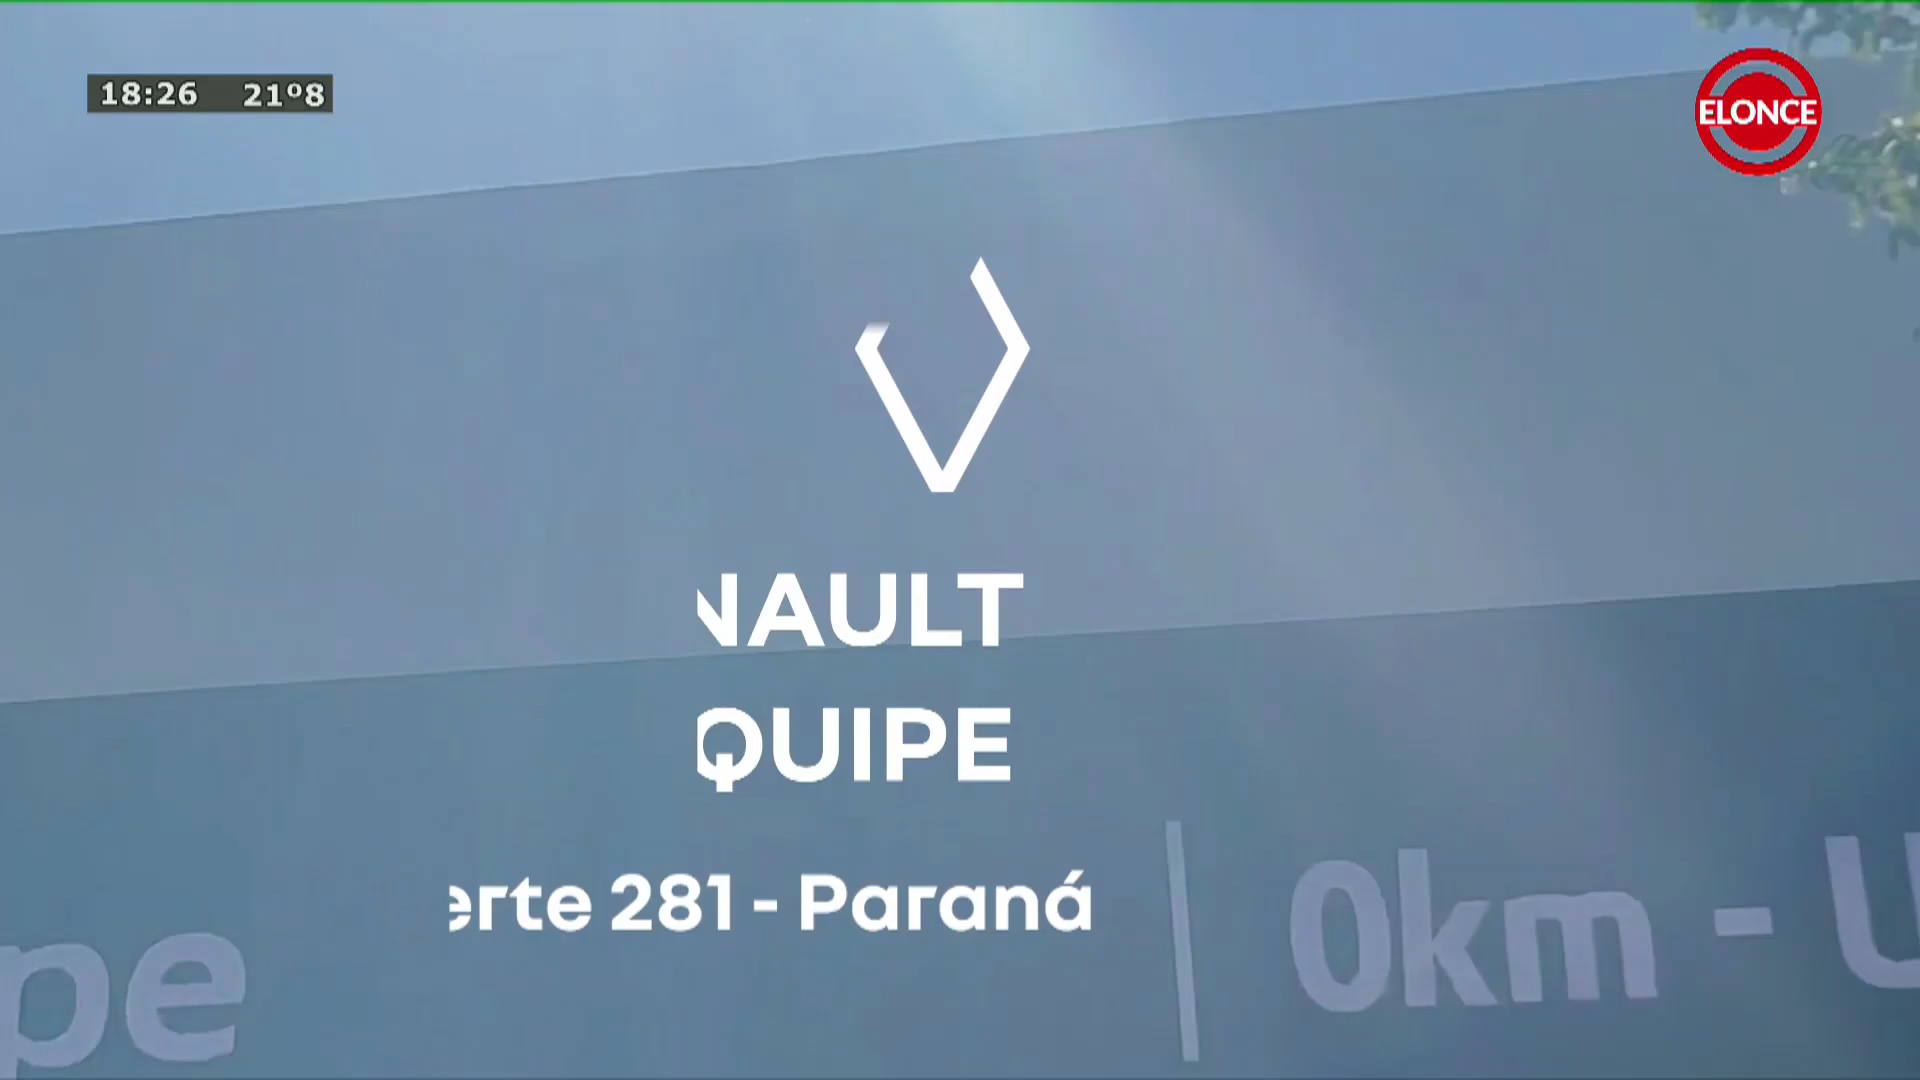 18:26 21º8
ELONCE
NAULT
QUIPE
erte 281 - Paraná
pe
0km - U